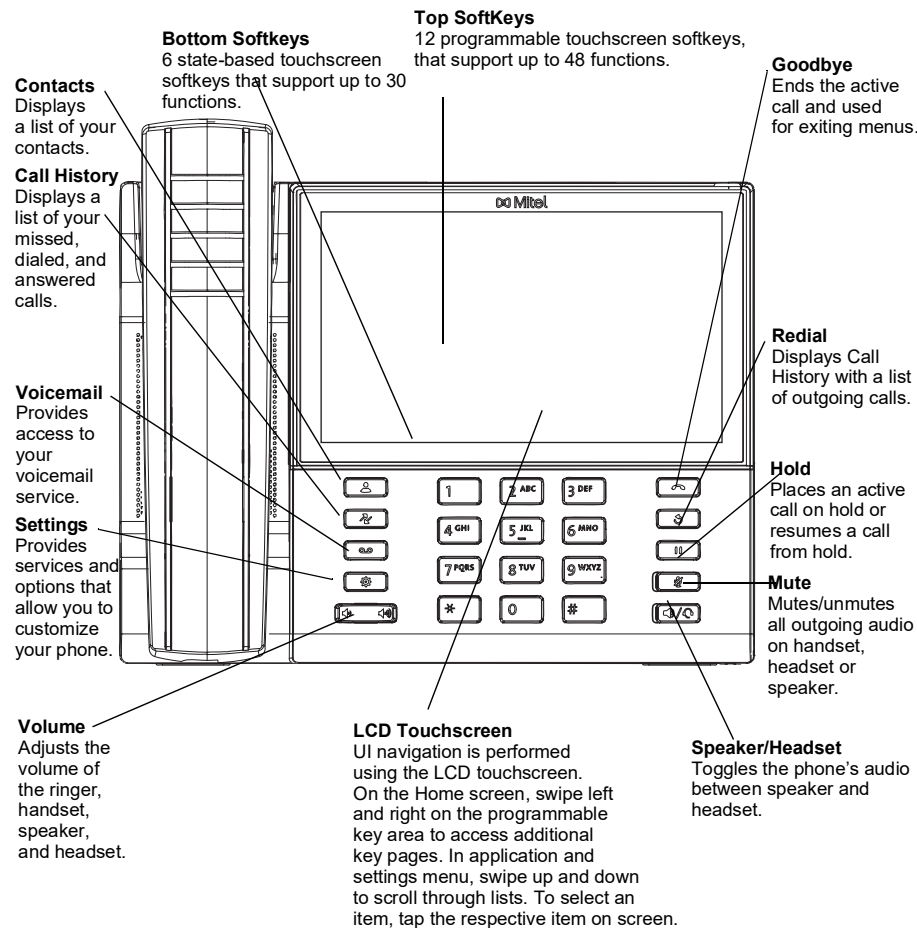 Top SoftKeys
12 programmable touchscreen softkeys,
that support up to 48 functions.
Bottom Softkeys
6 state-based touchscreen
softkeys that support up to 30
functions.
Goodbye
Ends the active
call and used
for exiting menus.
Contacts
Displays
a list of your
contacts.
Call History
Displays a
list of your
missed,
dialed, and
answered
calls.
Mitel
Redial
Displays Call
History with a list
of outgoing calls.
Voicemail
Provides
access to
your
voicemail
service.
Hold
Places an active
call on hold or
resumes a call
from hold.
Settings
Provides
services and
options that
allow you to
customize
your phone.
1 2 ABC 3 DEF
4 GHI 5 JKL 6 MNO
7 PQRS 8 TUV 9 WXYZ
* 0 #
Mute
Mutes/unmutes
all outgoing audio
on handset,
headset or
speaker.
Volume
Adjusts the
volume of
the ringer,
handset,
speaker,
and headset.
LCD Touchscreen
UI navigation is performed
using the LCD touchscreen.
On the Home screen, swipe left
and right on the programmable
key area to access additional
key pages. In application and
settings menu, swipe up and down
to scroll through lists. To select an
item, tap the respective item on screen.
Speaker/Headset
Toggles the phone's audio
between speaker and
headset.